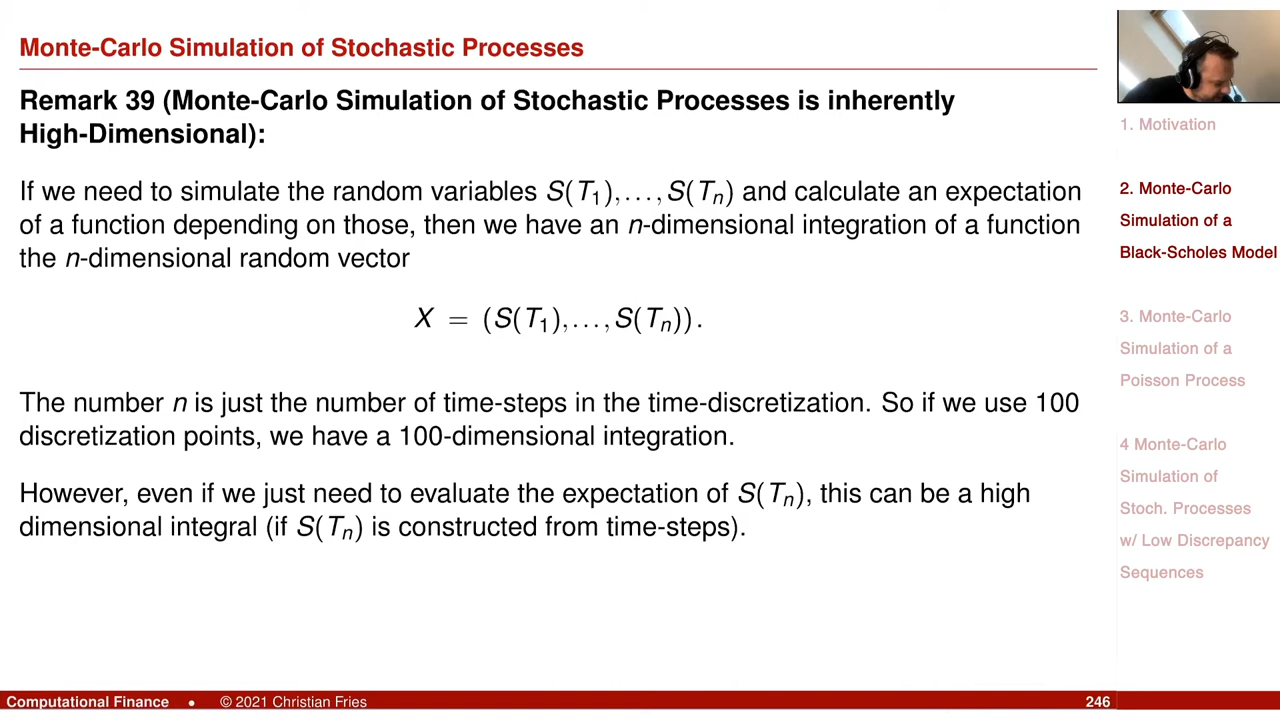 Monte-Carlo Simulation of Stochastic Processes
Remark 39 (Monte-Carlo Simulation of Stochastic Processes is inherently
High-Dimensional):
If we need to simulate the random variables S(T₁),…,S(Tₙ) and calculate an expectation
of a function depending on those, then we have an n-dimensional integration of a function
the n-dimensional random vector
X = (S(T₁),…,S(Tₙ)).
The number n is just the number of time-steps in the time-discretization. So if we use 100
discretization points, we have a 100-dimensional integration.
However, even if we just need to evaluate the expectation of S(Tₙ), this can be a high
dimensional integral (if S(Tₙ) is constructed from time-steps).
1. Motivation
2. Monte-Carlo
Simulation of a
Black-Scholes Model
3. Monte-Carlo
Simulation of a
Poisson Process
4 Monte-Carlo
Simulation of
Stoch. Processes
w/ Low Discrepancy
Sequences
Computational Finance • © 2021 Christian Fries 246